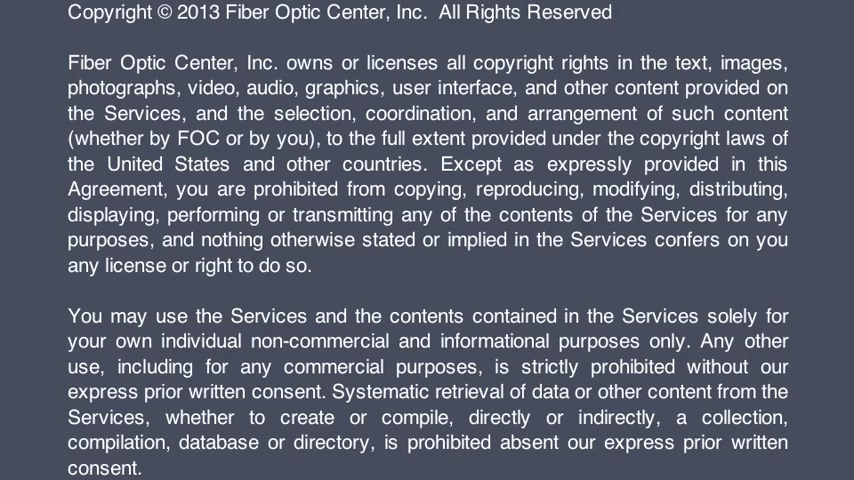 Copyright © 2013 Fiber Optic Center, Inc.  All Rights Reserved
Fiber Optic Center, Inc. owns or licenses all copyright rights in the text, images,
photographs, video, audio, graphics, user interface, and other content provided on
the Services, and the selection, coordination, and arrangement of such content
(whether by FOC or by you), to the full extent provided under the copyright laws of
the United States and other countries. Except as expressly provided in this
Agreement, you are prohibited from copying, reproducing, modifying, distributing,
displaying, performing or transmitting any of the contents of the Services for any
purposes, and nothing otherwise stated or implied in the Services confers on you
any license or right to do so.
You may use the Services and the contents contained in the Services solely for
your own individual non-commercial and informational purposes only. Any other
use, including for any commercial purposes, is strictly prohibited without our
express prior written consent. Systematic retrieval of data or other content from the
Services, whether to create or compile, directly or indirectly, a collection,
compilation, database or directory, is prohibited absent our express prior written
consent.